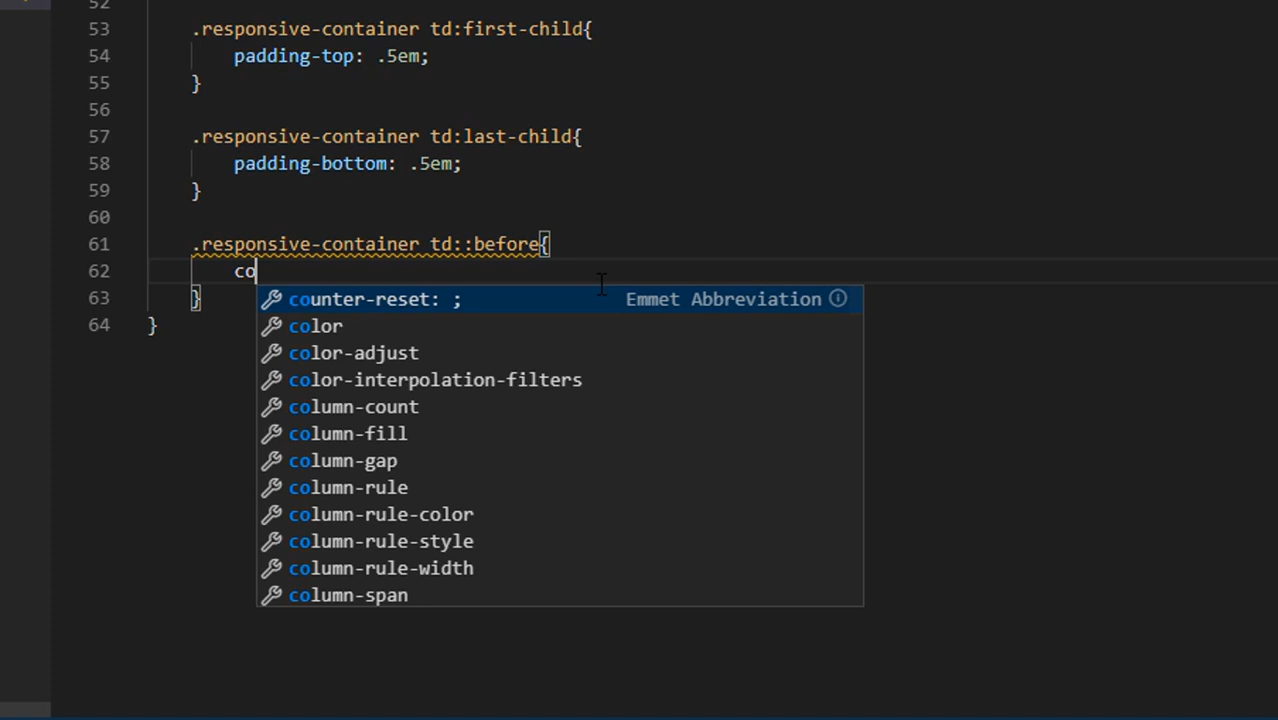 52
53 .responsive-container td:first-child{
54 padding-top: .5em;
55 }
56
57 .responsive-container td:last-child{
58 padding-bottom: .5em;
59 }
60
61 .responsive-container td::before{
62 co
counter-reset: ; Emmet Abbreviation
63 }
color
64 }
color-adjust
color-interpolation-filters
column-count
column-fill
column-gap
column-rule
column-rule-color
column-rule-style
column-rule-width
column-span